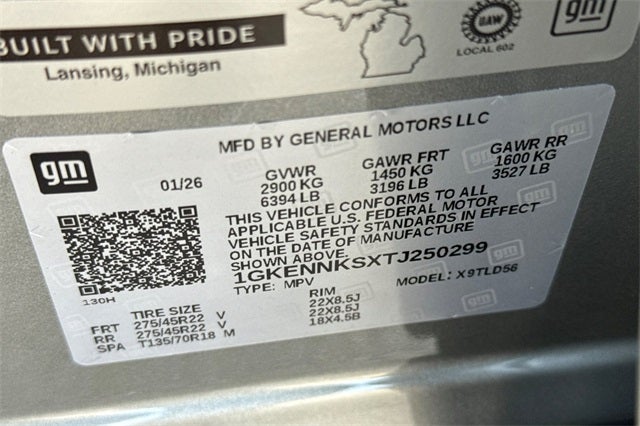 BUILT WITH PRIDE
Lansing, Michigan
UAW
LOCAL 602
gm
gm
MFD BY GENERAL MOTORS LLC
01/26
GVWR
2900 KG
6394 LB
GAWR FRT
1450 KG
3196 LB
GAWR RR
1600 KG
3527 LB
THIS VEHICLE CONFORMS TO ALL
APPLICABLE U.S. FEDERAL MOTOR
VEHICLE SAFETY STANDARDS IN EFFECT
ON THE DATE OF MANUFACTURE
SHOWN ABOVE.
1GKENNKSXTJ250299
TYPE: MPV MODEL: X9TLD56
130H
TIRE SIZE RIM
FRT 275/45R22 V 22X8.5J
RR 275/45R22 V 22X8.5J
SPA T135/70R18 M 18X4.5B